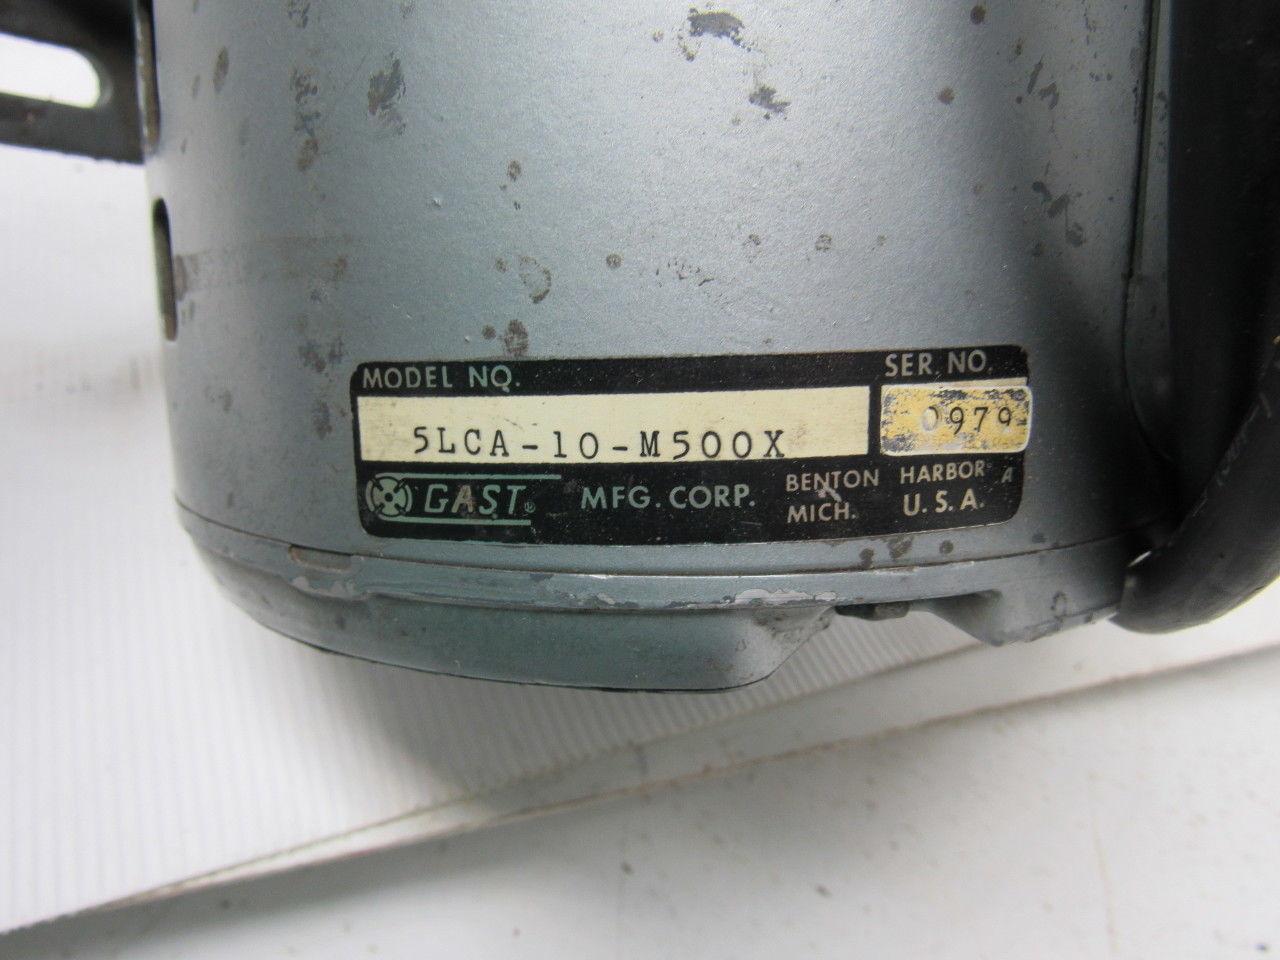 MODEL NO.
SER. NO.
5LCA-10-M500X
0979
GAST® MFG. CORP.
BENTON HARBOR A
MICH. U.S.A.